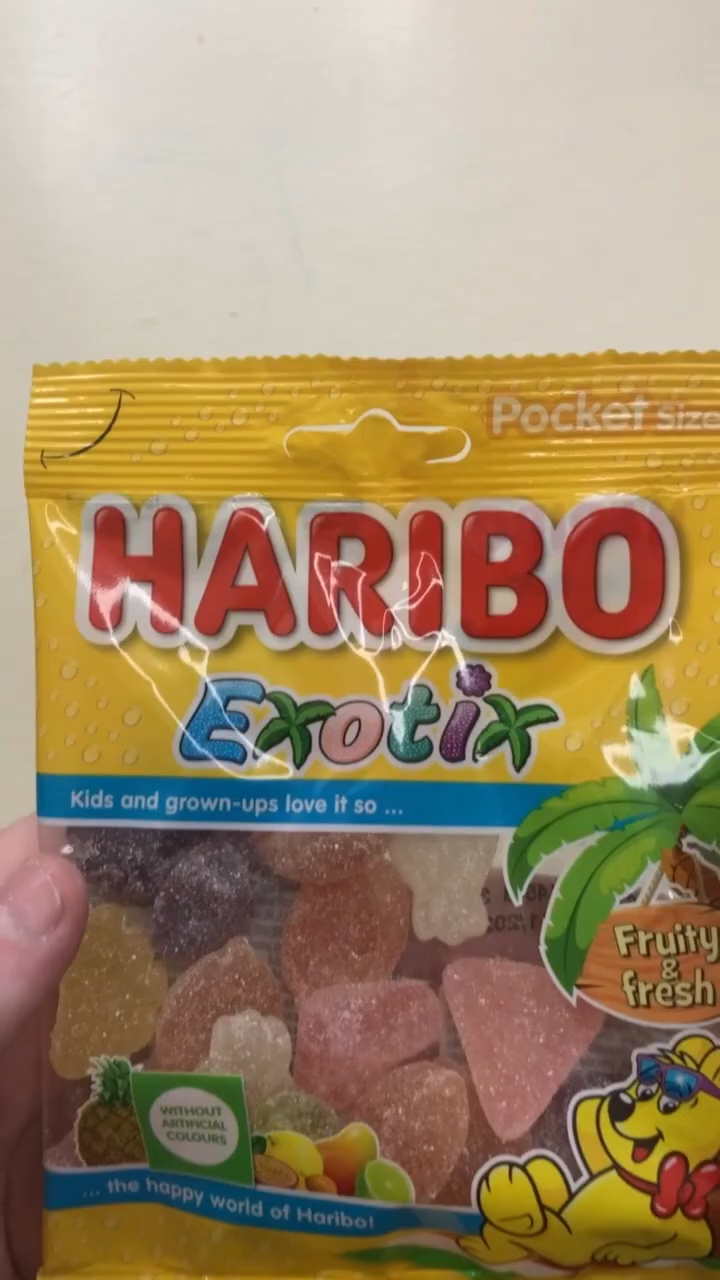 Pocket Size
HARIBO
Exotix
Kids and grown-ups love it so ...
Fruity
&
fresh
WITHOUT
ARTIFICIAL
COLOURS
... the happy world of Haribo!